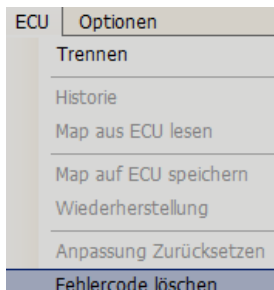 ECU Optionen
Trennen
Historie
Map aus ECU lesen
Map auf ECU speichern
Wiederherstellung
Anpassung Zurücksetzen
Fehlercode löschen